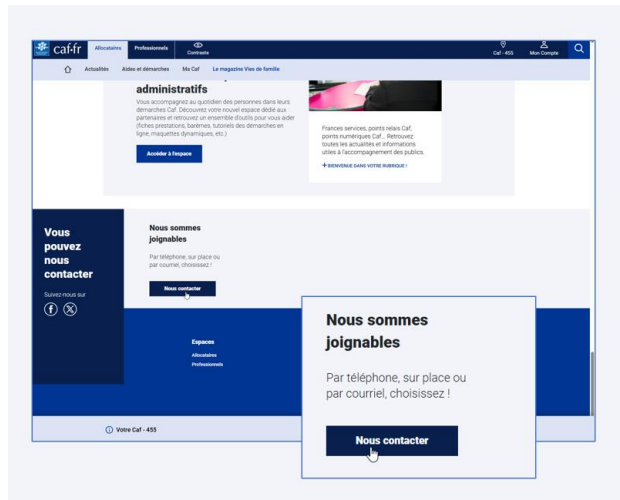 caf.fr
Allocataires
Professionnels
Contraste
Caf - 455
Mon Compte
Actualités
Aides et démarches
Ma Caf
Le magazine Vies de famille
administratifs
Vous accompagnez au quotidien des personnes dans leurs
démarches Caf. Découvrez votre nouvel espace dédié aux
partenaires et retrouvez un ensemble d'outils pour vous aider
(fiches prestations, barèmes, tutoriels des démarches en
ligne, maquettes dynamiques, etc.)
Accéder à l'espace
Frances services, points relais Caf,
points numériques Caf... Retrouvez
toutes les actualités et informations
utiles à l'accompagnement des publics.
+ BIENVENUE DANS VOTRE RUBRIQUE !
Vous
pouvez
nous
contacter
Suivez-nous sur
Nous sommes
joignables
Par téléphone, sur place ou
par courriel, choisissez !
Nous contacter
Espaces
Allocataires
Professionnels
Votre Caf - 455
Nous sommes
joignables
Par téléphone, sur place ou
par courriel, choisissez !
Nous contacter